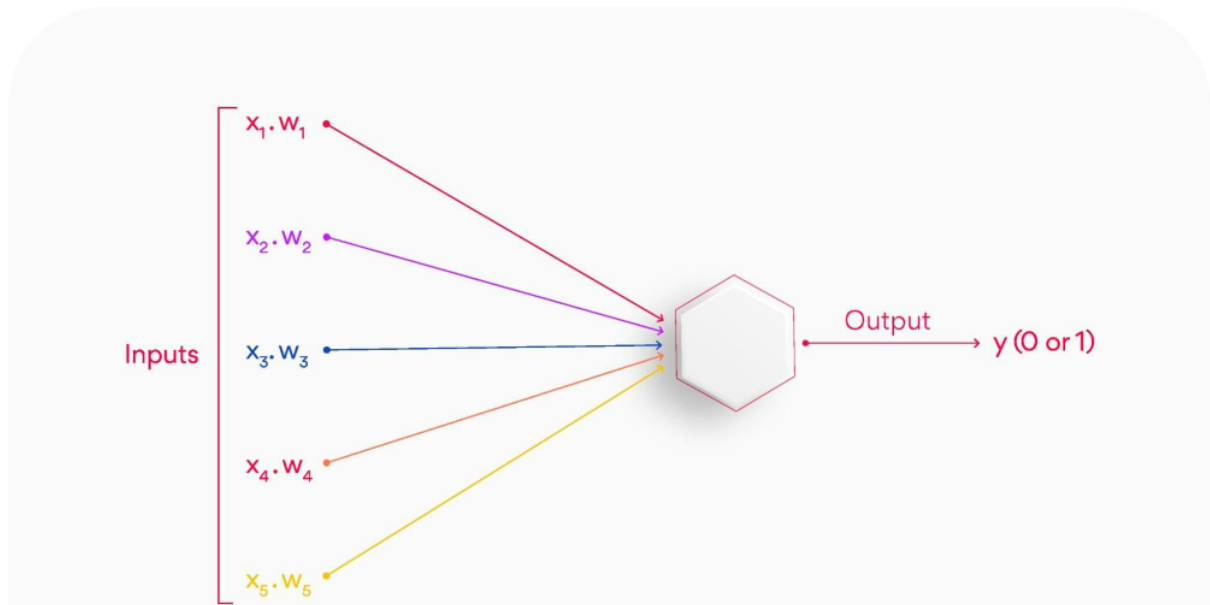 x₁.w₁
x₂.w₂
Output
y (0 or 1)
Inputs
x₃.w₃
x₄.w₄
x₅.w₅